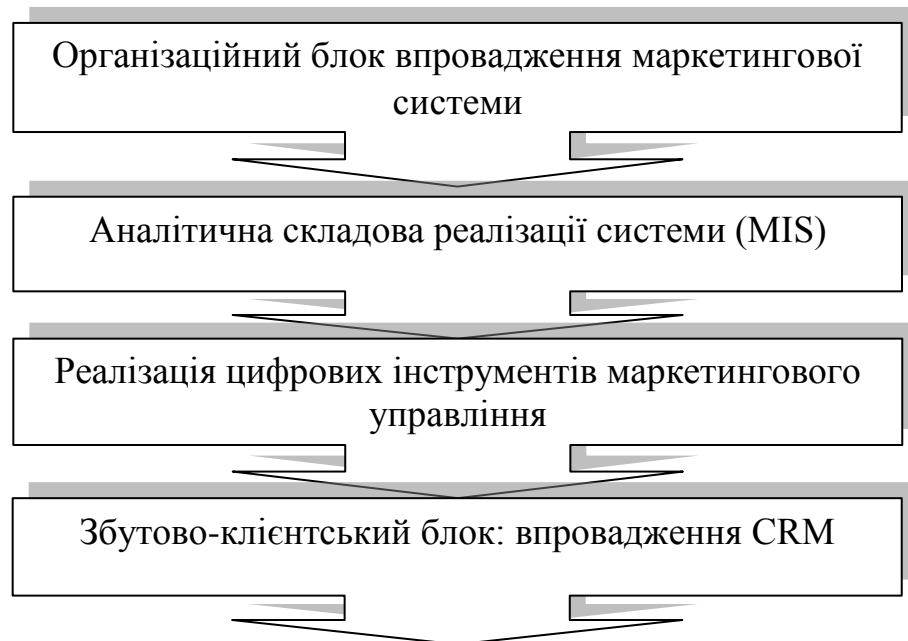 Організаційний блок впровадження маркетингової
системи
Аналітична складова реалізації системи (MIS)
Реалізація цифрових інструментів маркетингового
управління
Збутово-клієнтський блок: впровадження CRM